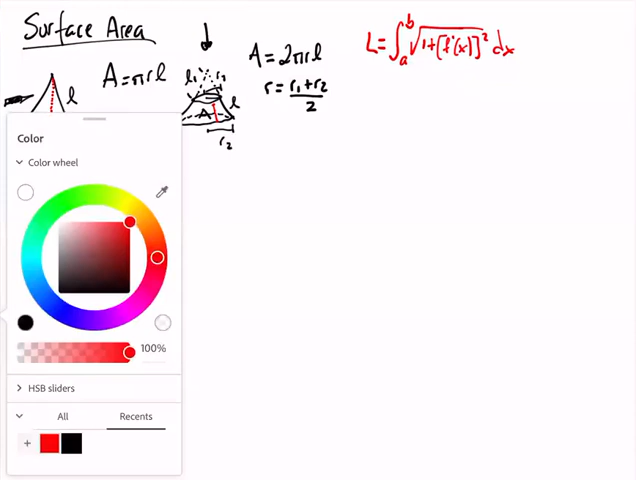 Surface Area
A = πrl
l
l₁
r₁
A
l
r₂
A = 2πrl
r = r₁+r₂/2
L = ∫ₐᵇ √1+[f'(x)]² dx
Color
Color wheel
100%
HSB sliders
All Recents
+